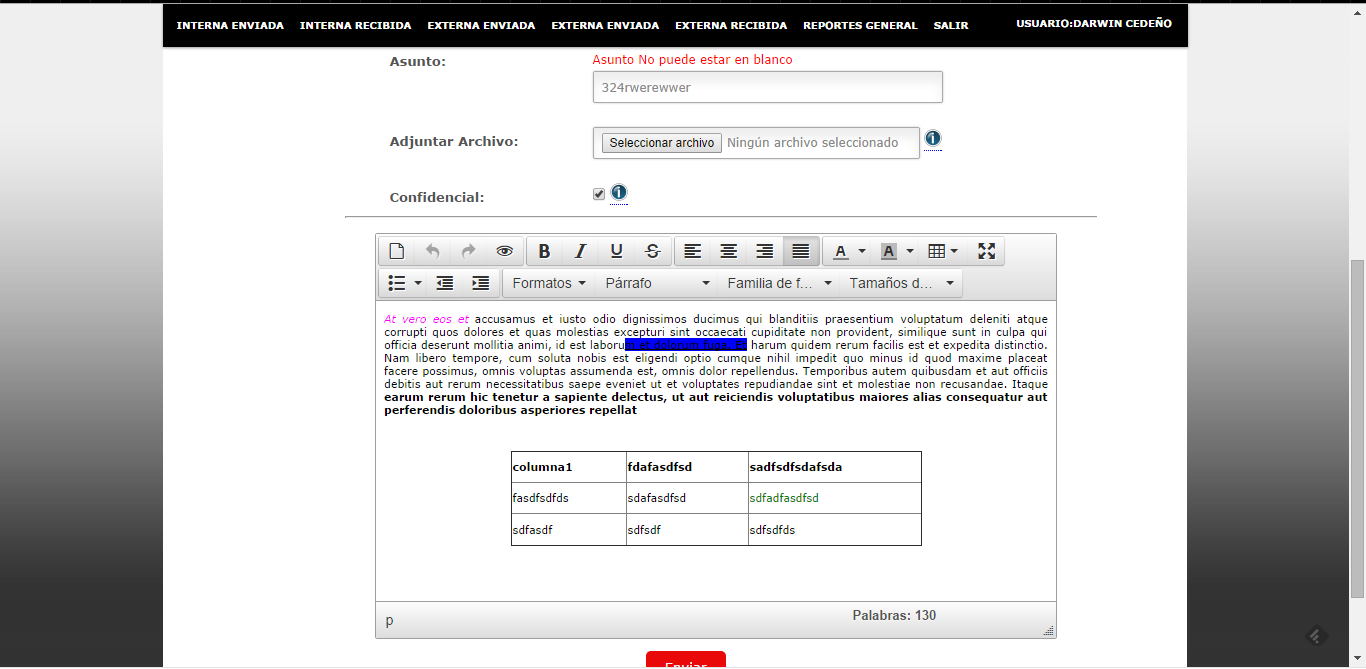 INTERNA ENVIADA INTERNA RECIBIDA EXTERNA ENVIADA EXTERNA ENVIADA EXTERNA RECIBIDA REPORTES GENERAL SALIR USUARIO:DARWIN CEDEÑO
Asunto: Asunto No puede estar en blanco
324rwerewwer
Adjuntar Archivo: Seleccionar archivo Ningún archivo seleccionado
Confidencial:
Formatos Párrafo Familia de f... Tamaños d...
At vero eos et accusamus et iusto odio dignissimos ducimus qui blanditiis praesentium voluptatum deleniti atque
corrupti quos dolores et quas molestias excepturi sint occaecati cupiditate non provident, similique sunt in culpa qui
officia deserunt mollitia animi, id est laborum et dolorum fuga. Et harum quidem rerum facilis est et expedita distinctio.
Nam libero tempore, cum soluta nobis est eligendi optio cumque nihil impedit quo minus id quod maxime placeat
facere possimus, omnis voluptas assumenda est, omnis dolor repellendus. Temporibus autem quibusdam et aut officiis
debitis aut rerum necessitatibus saepe eveniet ut et voluptates repudiandae sint et molestiae non recusandae. Itaque
earum rerum hic tenetur a sapiente delectus, ut aut reiciendis voluptatibus maiores alias consequatur aut
perferendis doloribus asperiores repellat
columna1 fdafasdfsd sadfsdfsdafsda
fasdfsdfds sdafasdfsd sdfadfasdfsd
sdfasdf sdfsdf sdfsdfds
p Palabras: 130
Enviar